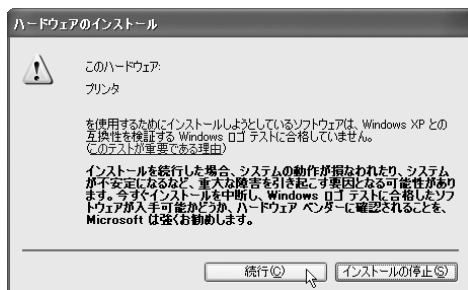 ハードウェアのインストール
このハードウェア:
プリンタ
を使用するためにインストールしようとしているソフトウェアは、Windows XP との
互換性を検証する Windows ロゴ テストに合格していません。
(このテストが重要である理由)
インストールを続行した場合、システムの動作が損なわれたり、システム
が不安定になるなど、重大な障害を引き起こす要因となる可能性があり
ます。今すぐインストールを中断し、Windows ロゴ テストに合格したソフ
トウェアが入手可能かどうか、ハードウェア ベンダーに確認されることを、
Microsoft は強くお勧めします。
続行(C)
インストールの停止(S)